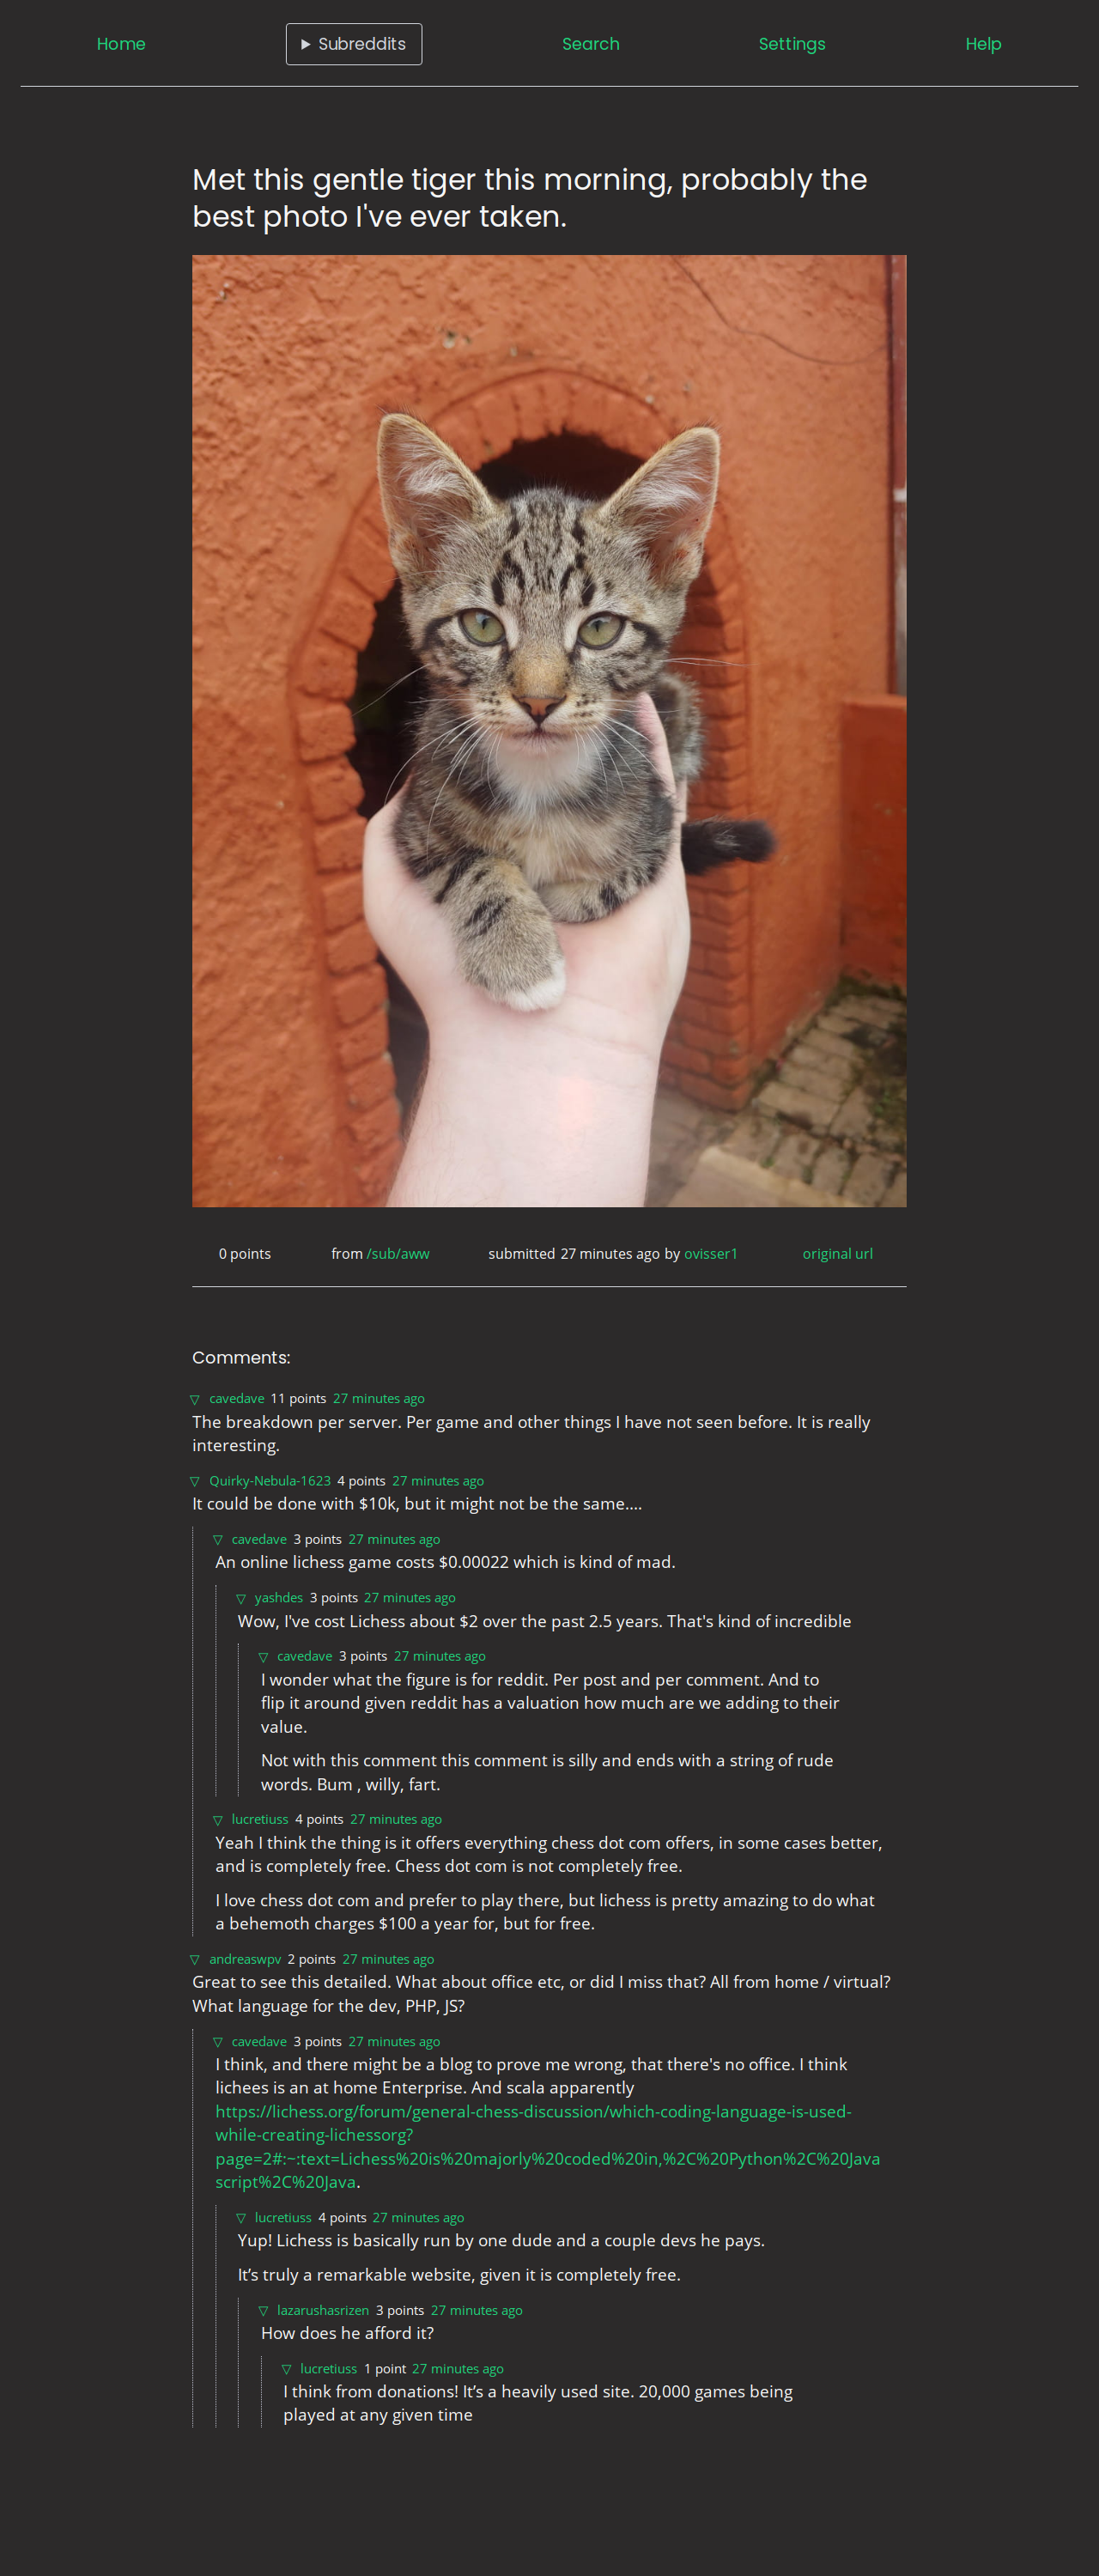 Home
▶ Subreddits
Search
Settings
Help
Met this gentle tiger this morning, probably the
best photo I've ever taken.
0 points
from /sub/aww
submitted 27 minutes ago by ovisser1
original url
Comments:
▽ cavedave 11 points 27 minutes ago
The breakdown per server. Per game and other things I have not seen before. It is really
interesting.
▽ Quirky-Nebula-1623 4 points 27 minutes ago
It could be done with $10k, but it might not be the same....
▽ cavedave 3 points 27 minutes ago
An online lichess game costs $0.00022 which is kind of mad.
▽ yashdes 3 points 27 minutes ago
Wow, I've cost Lichess about $2 over the past 2.5 years. That's kind of incredible
▽ cavedave 3 points 27 minutes ago
I wonder what the figure is for reddit. Per post and per comment. And to
flip it around given reddit has a valuation how much are we adding to their
value.
Not with this comment this comment is silly and ends with a string of rude
words. Bum , willy, fart.
▽ lucretiuss 4 points 27 minutes ago
Yeah I think the thing is it offers everything chess dot com offers, in some cases better,
and is completely free. Chess dot com is not completely free.
I love chess dot com and prefer to play there, but lichess is pretty amazing to do what
a behemoth charges $100 a year for, but for free.
▽ andreaswpv 2 points 27 minutes ago
Great to see this detailed. What about office etc, or did I miss that? All from home / virtual?
What language for the dev, PHP, JS?
▽ cavedave 3 points 27 minutes ago
I think, and there might be a blog to prove me wrong, that there's no office. I think
lichees is an at home Enterprise. And scala apparently
https://lichess.org/forum/general-chess-discussion/which-coding-language-is-used-
while-creating-lichessorg?
page=2#:~:text=Lichess%20is%20majorly%20coded%20in,%2C%20Python%2C%20Java
script%2C%20Java.
▽ lucretiuss 4 points 27 minutes ago
Yup! Lichess is basically run by one dude and a couple devs he pays.
It’s truly a remarkable website, given it is completely free.
▽ lazarushasrizen 3 points 27 minutes ago
How does he afford it?
▽ lucretiuss 1 point 27 minutes ago
I think from donations! It’s a heavily used site. 20,000 games being
played at any given time